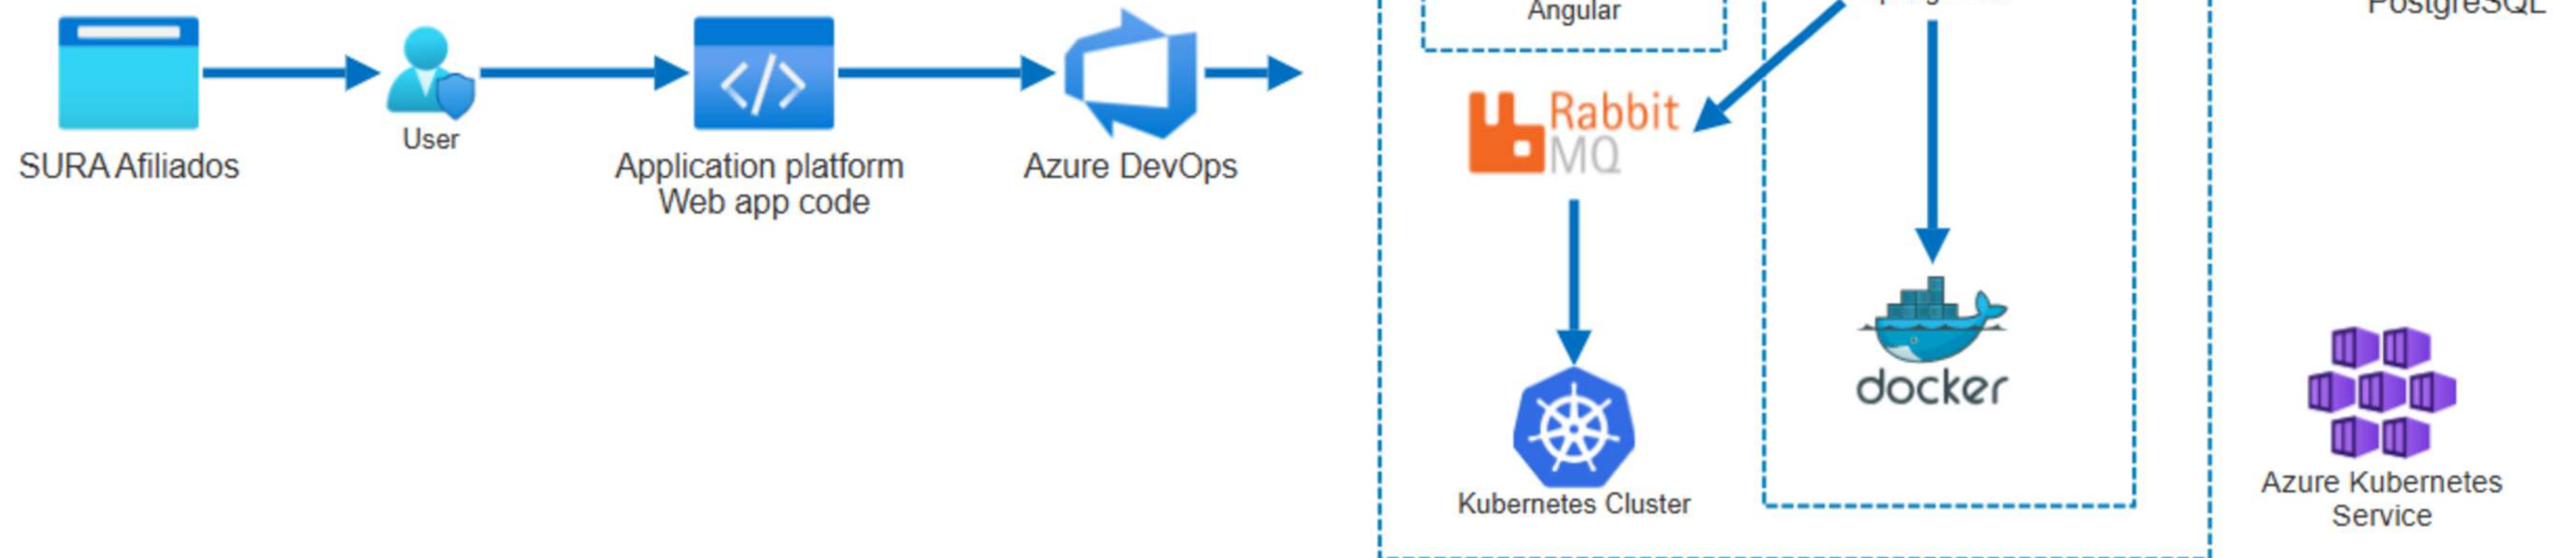 SURA Afiliados
User
Application platform
Web app code
Azure DevOps
Angular
Rabbit
MQ
Kubernetes Cluster
docker
PostgreSQL
Azure Kubernetes
Service